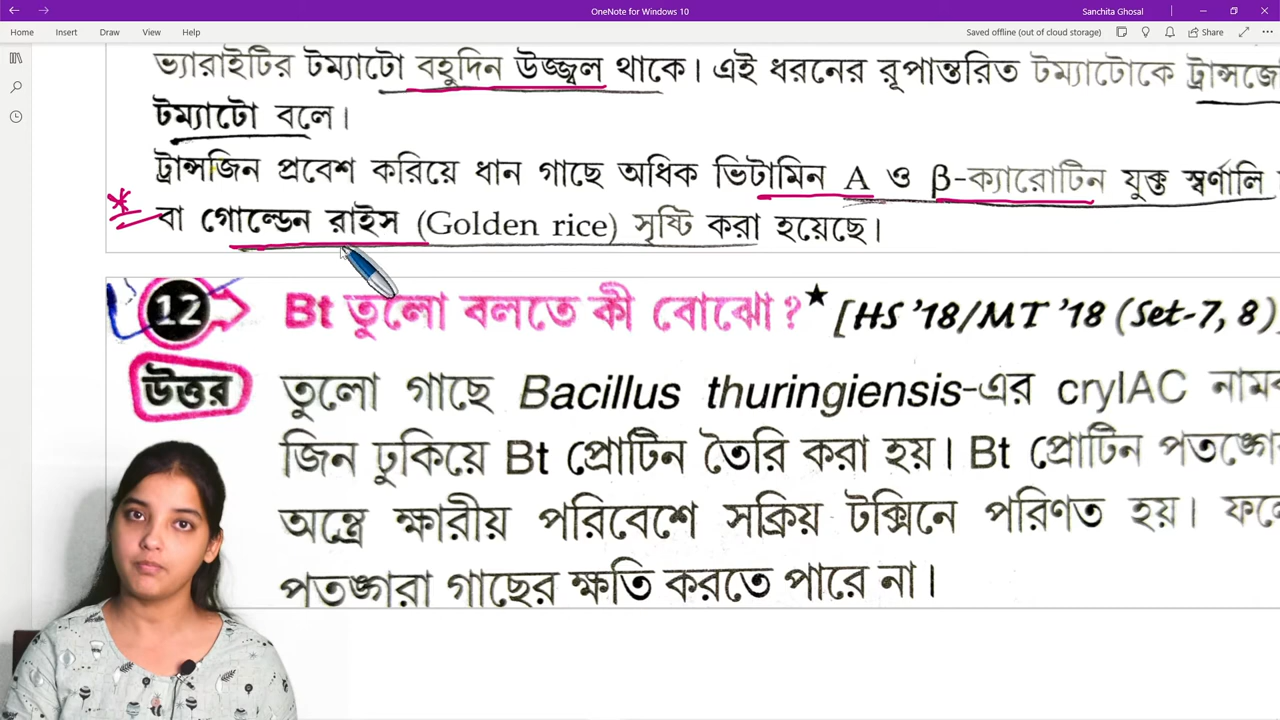 OneNote for Windows 10
Sanchita Ghosal
Home Insert Draw View Help
Saved offline (out of cloud storage)
Share
ভ্যারাইটির টম্যাটো বহুদিন উজ্জ্বল থাকে। এই ধরনের রূপান্তরিত টম্যাটোকে
টম্যাটো বলে।
ট্রান্সজিন প্রবেশ করিয়ে ধান গাছে অধিক ভিটামিন A ও β-ক্যারোটিন যুক্ত স্বর্ণালি
* বা গোল্ডেন রাইস (Golden rice) সৃষ্টি করা হয়েছে।
12 Bt তুলো বলতে কী বোঝো? ★ [HS '18/MT '18 (Set-7, 8)]
উত্তর তুলো গাছে Bacillus thuringiensis-এর cryIAC
জিন ঢুকিয়ে Bt প্রোটিন তৈরি করা হয়। Bt প্রোটিন
অন্ত্রে ক্ষারীয় পরিবেশে সক্রিয় টক্সিনে পরিণত হয়।
পতঙ্গরা গাছের ক্ষতি করতে পারে না।